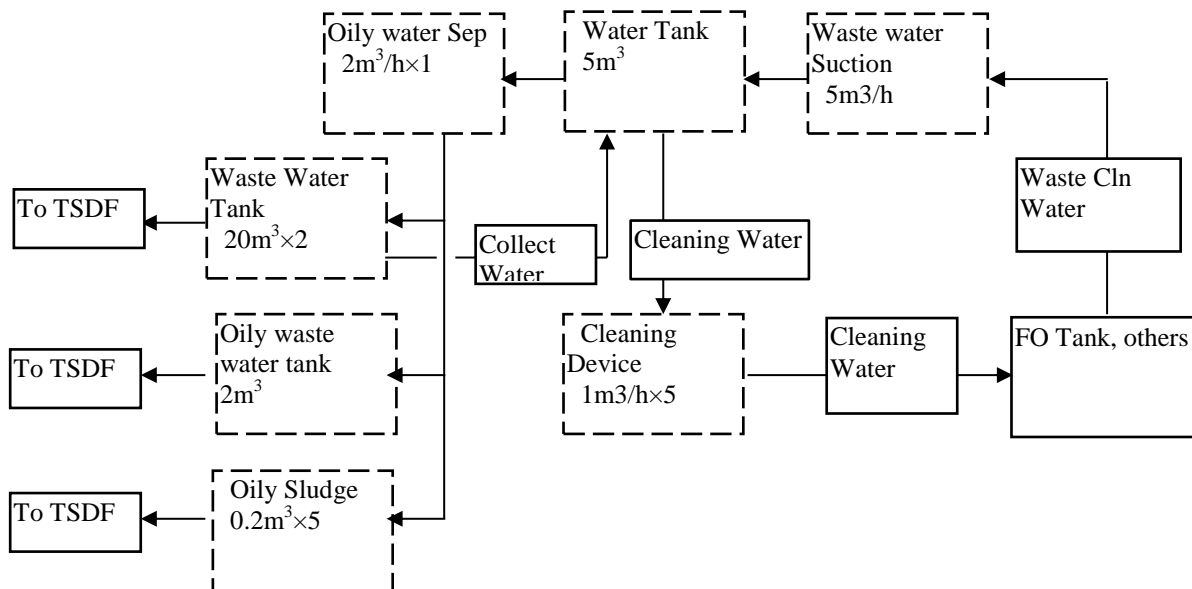 Oily water Sep
2m³/h×1
Water Tank
5m³
Waste water
Suction
5m3/h
Waste Water
Tank
20m³×2
To TSDF
Collect
Water
Cleaning Water
Waste Cln
Water
Oily waste
water tank
2m³
To TSDF
Cleaning
Device
1m3/h×5
Cleaning
Water
FO Tank, others
Oily Sludge
0.2m³×5
To TSDF